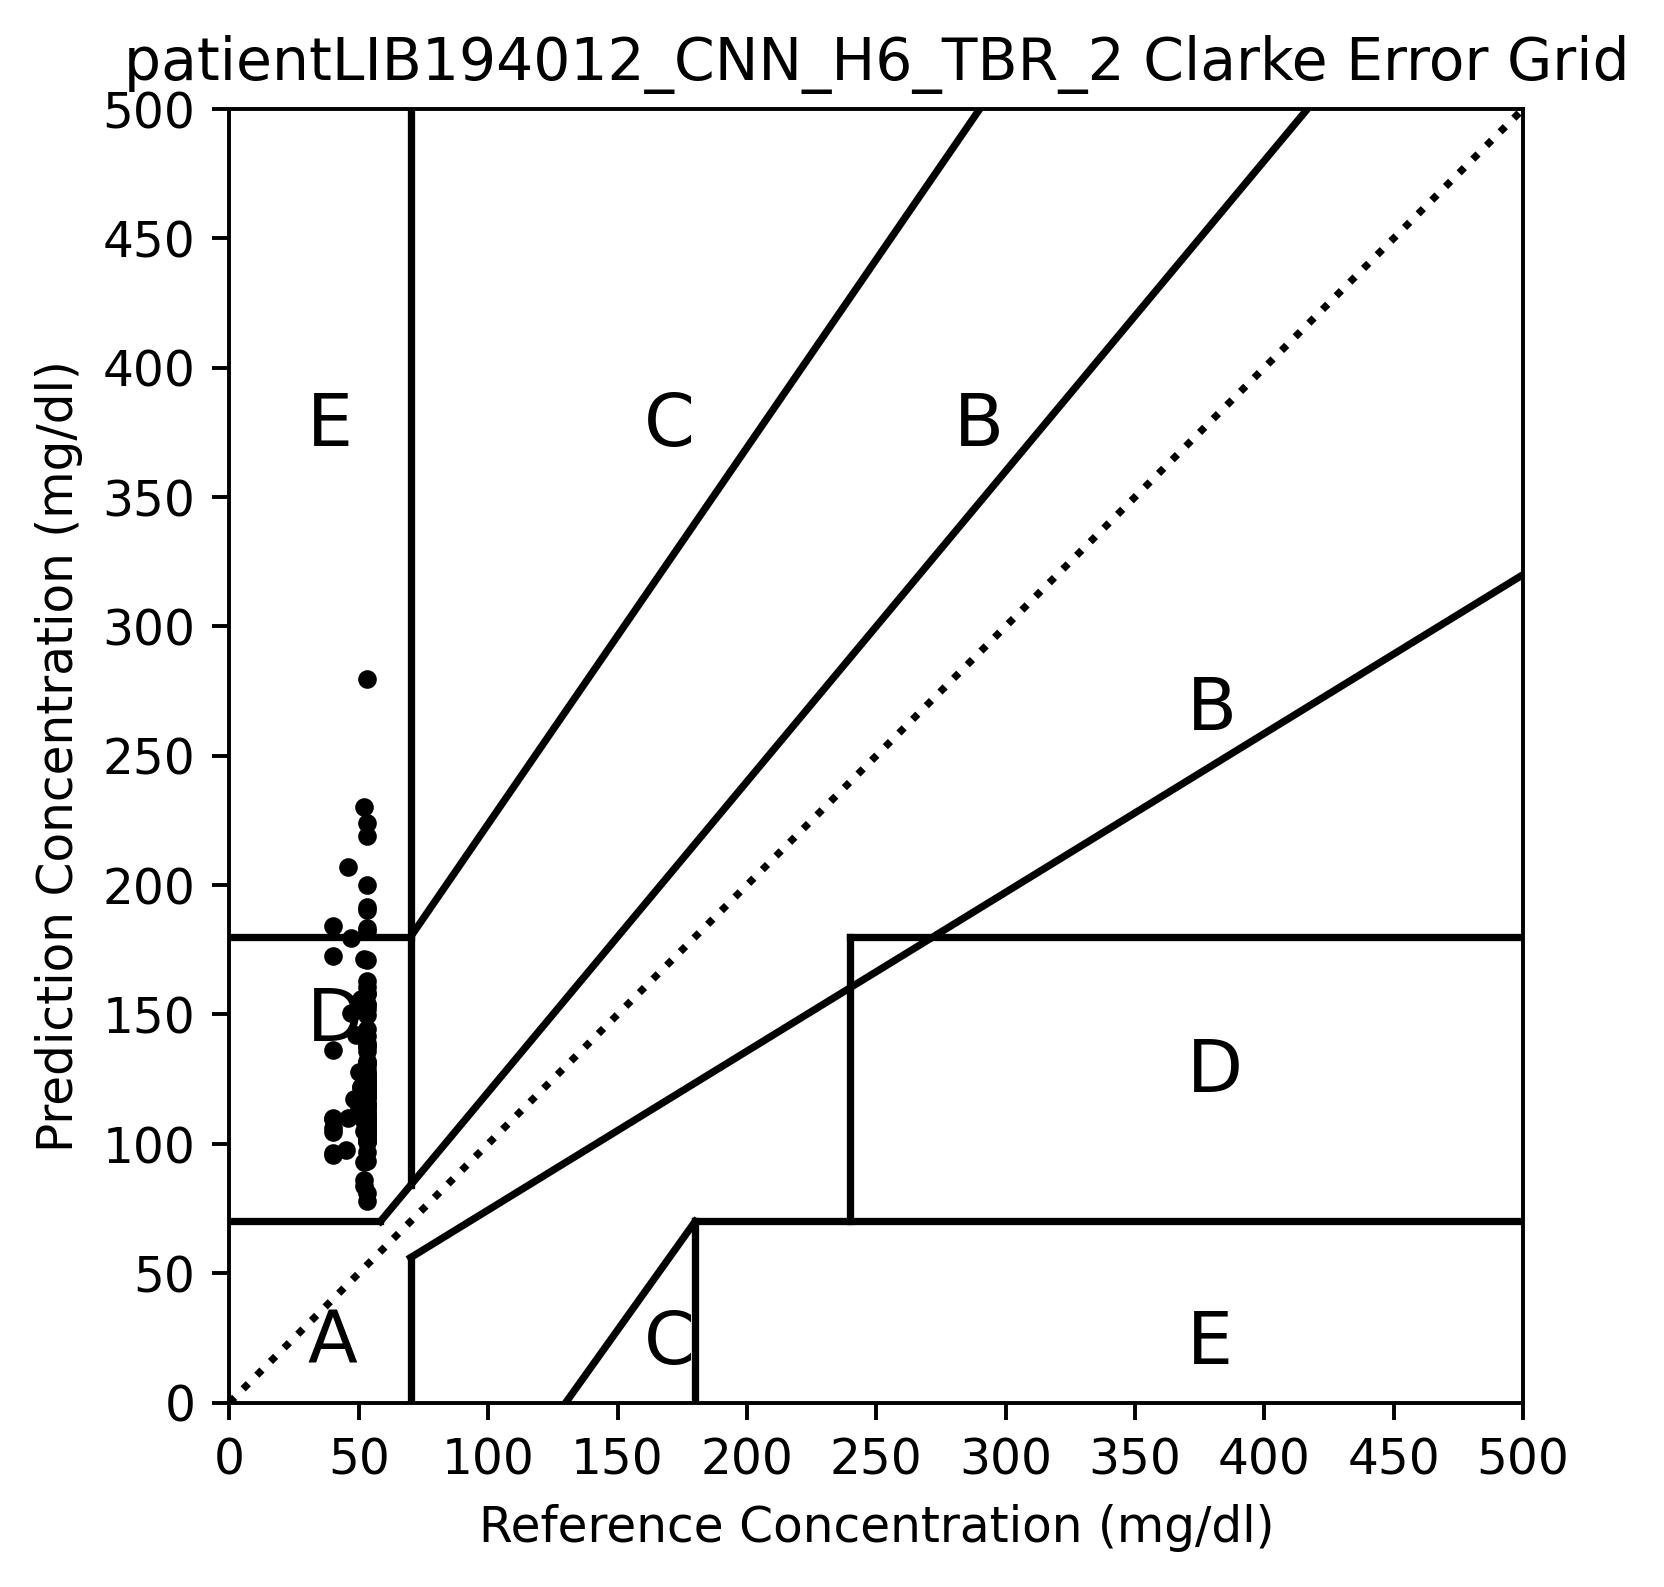 patientLIB194012_CNN_H6_TBR_2 Clarke Error Grid
500
450
400
350
300
250
200
150
100
50
0
Prediction Concentration (mg/dl)
E
C
B
B
D
D
A
C
E
0 50 100 150 200 250 300 350 400 450 500
Reference Concentration (mg/dl)